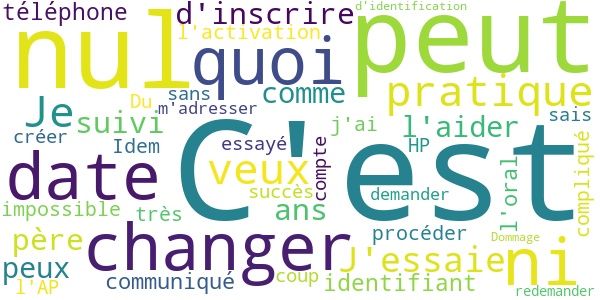 téléphone
nul
quoi
d'inscrire
l'activation
d'identification
peut
Je
suivi
Du
sans
m'adresser
comme
pratique
sais
créer
Idem
essayé
compte
j'ai
l'aider
HP
compliqué
date
C'est
veux
succès
ans
demander
l'oral
impossible
très
père
changer
procéder
Dommage
ni
peux
l'AP
communiqué
coup
J'essaie
identifiant
redemander